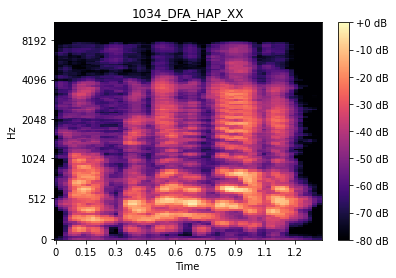 1034_DFA_HAP_XX
8192
4096
2048
1024
512
0
Hz
0 0.15 0.3 0.45 0.6 0.75 0.9 1.1 1.2
Time
+0 dB
-10 dB
-20 dB
-30 dB
-40 dB
-50 dB
-60 dB
-70 dB
-80 dB